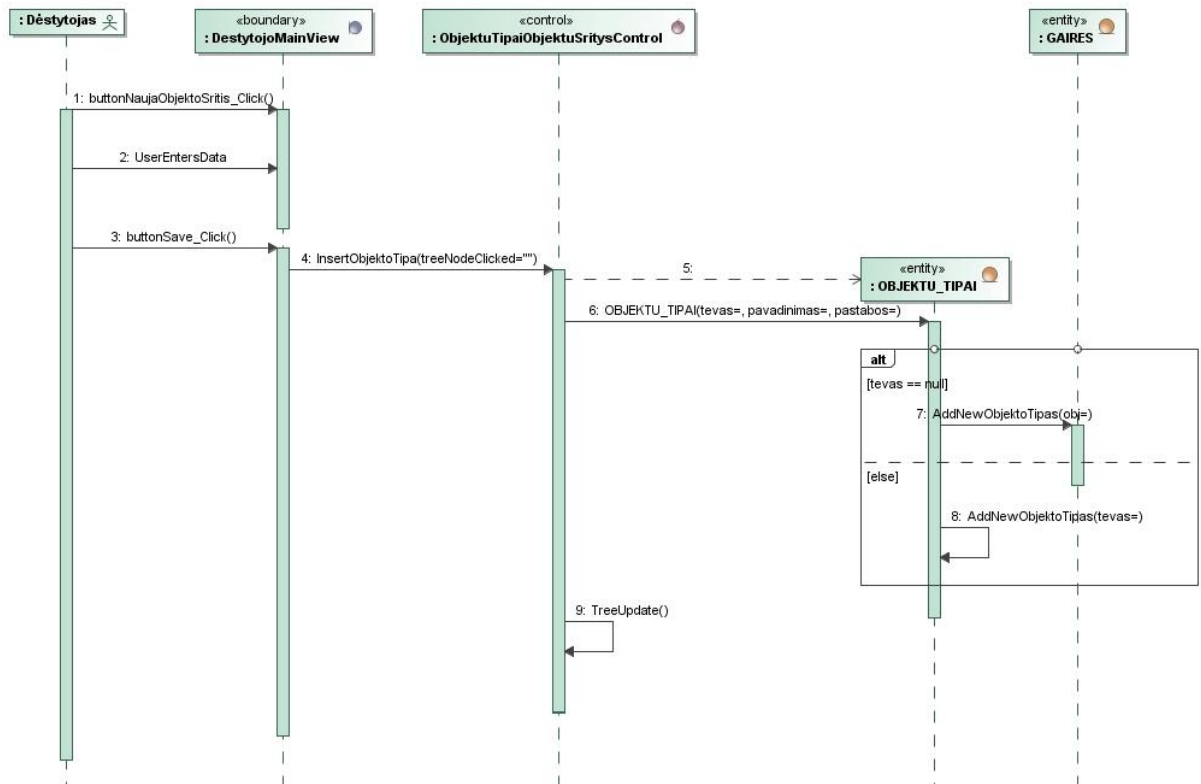 : Dėstytojas
«boundary»
: DestytojoMainView
«control»
: ObjektuTipaiObjektuSritysControl
«entity»
: GAIRES
1: buttonNaujaObjektoSritis_Click()
2: UserEntersData
3: buttonSave_Click()
4: InsertObjektoTipa(treeNodeClicked="")
5:
«entity»
: OBJEKTU_TIPAI
6: OBJEKTU_TIPAI(tevas=, pavadinimas=, pastabos=)
alt
[tevas == null]
7: AddNewObjektoTipas(obj=)
[else]
8: AddNewObjektoTipas(tevas=)
9: TreeUpdate()